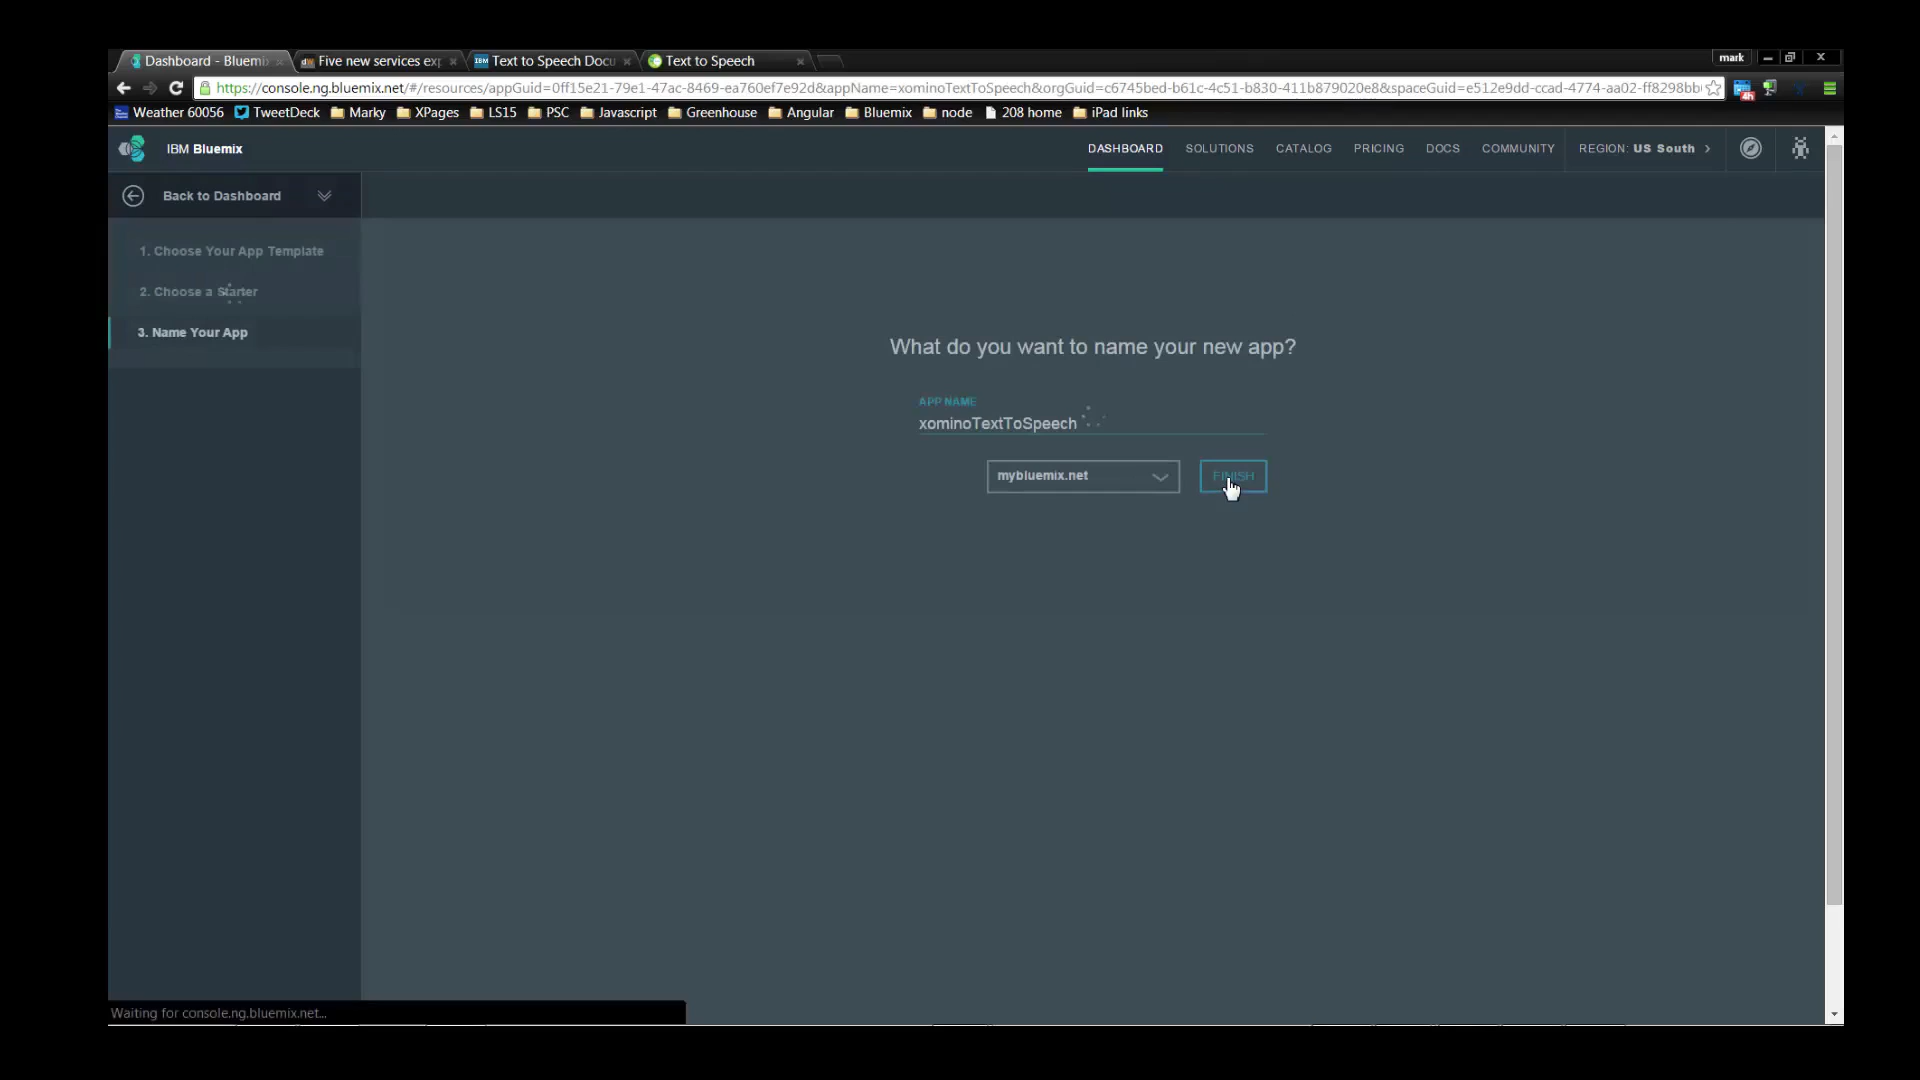 Dashboard - Bluemi
Five new services exp
IBM Text to Speech Docu
Text to Speech
mark
https://console.ng.bluemix.net/#/resources/appGuid=0ff15e21-79e1-47ac-8469-ea760ef7e92d&appName=xominoTextToSpeech&orgGuid=c6745bed-b61c-4c51-b830-411b879020e8&spaceGuid=e512e9dd-ccad-4774-aa02-ff8298bb
4h
Weather 60056 TweetDeck Marky XPages LS15 PSC Javascript Greenhouse Angular Bluemix node 208 home iPad links
IBM Bluemix
DASHBOARD SOLUTIONS CATALOG PRICING DOCS COMMUNITY REGION: US South
Back to Dashboard
1. Choose Your App Template
2. Choose a Starter
3. Name Your App
What do you want to name your new app?
APP NAME
xominoTextToSpeech
mybluemix.net
FINISH
Waiting for console.ng.bluemix.net...